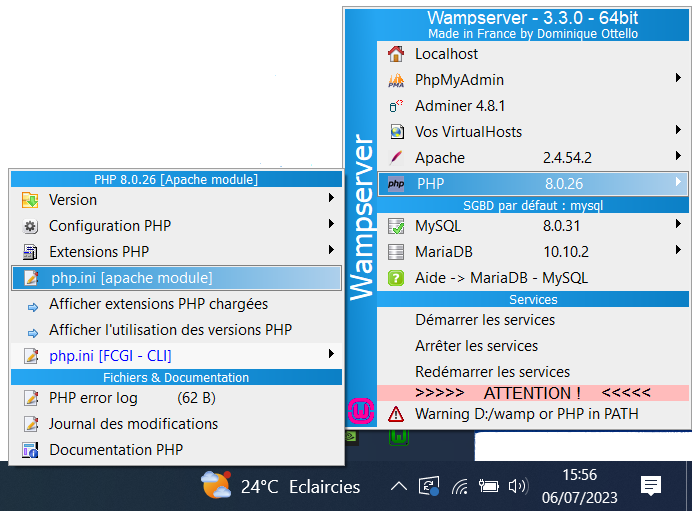 Wampserver - 3.3.0 - 64bit
Made in France by Dominique Ottello
Wampserver
Localhost
PMA PhpMyAdmin
Adminer 4.8.1
Vos VirtualHosts
Apache 2.4.54.2
php PHP 8.0.26
SGBD par défaut : mysql
MySQL 8.0.31
MariaDB 10.10.2
? Aide -> MariaDB - MySQL
Services
Démarrer les services
Arrêter les services
Redémarrer les services
>>>>> ATTENTION ! <<<<<
Warning D:/wamp or PHP in PATH
PHP 8.0.26 [Apache module]
Version
Configuration PHP
Extensions PHP
php.ini [apache module]
Afficher extensions PHP chargées
Afficher l'utilisation des versions PHP
php.ini [FCGI - CLI]
Fichiers & Documentation
PHP error log (62 B)
Journal des modifications
Documentation PHP
24°C Eclaircies
15:56
06/07/2023